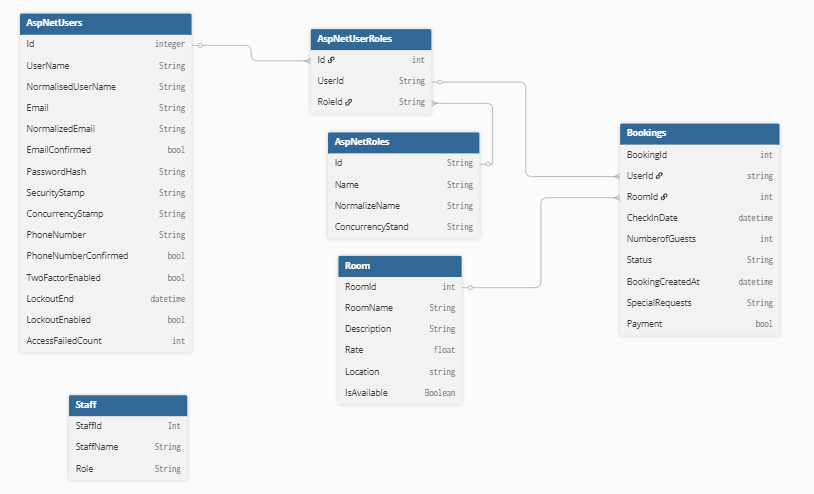 AspNetUsers
Id integer
UserName String
NormalisedUserName String
Email String
NormalizedEmail String
EmailConfirmed bool
PasswordHash String
SecurityStamp String
ConcurrencyStamp String
PhoneNumber String
PhoneNumberConfirmed bool
TwoFactorEnabled bool
LockoutEnd datetime
LockoutEnabled bool
AccessFailedCount int
AspNetUserRoles
Id int
UserId String
RoleId String
AspNetRoles
Id String
Name String
NormalizeName String
ConcurrencyStand String
Room
RoomId int
RoomName String
Description String
Rate float
Location string
IsAvailable Boolean
Bookings
BookingId int
UserId string
RoomId int
CheckInDate datetime
NumberofGuests int
Status String
BookingCreatedAt datetime
SpecialRequests String
Payment bool
Staff
StaffId Int
StaffName String
Role String